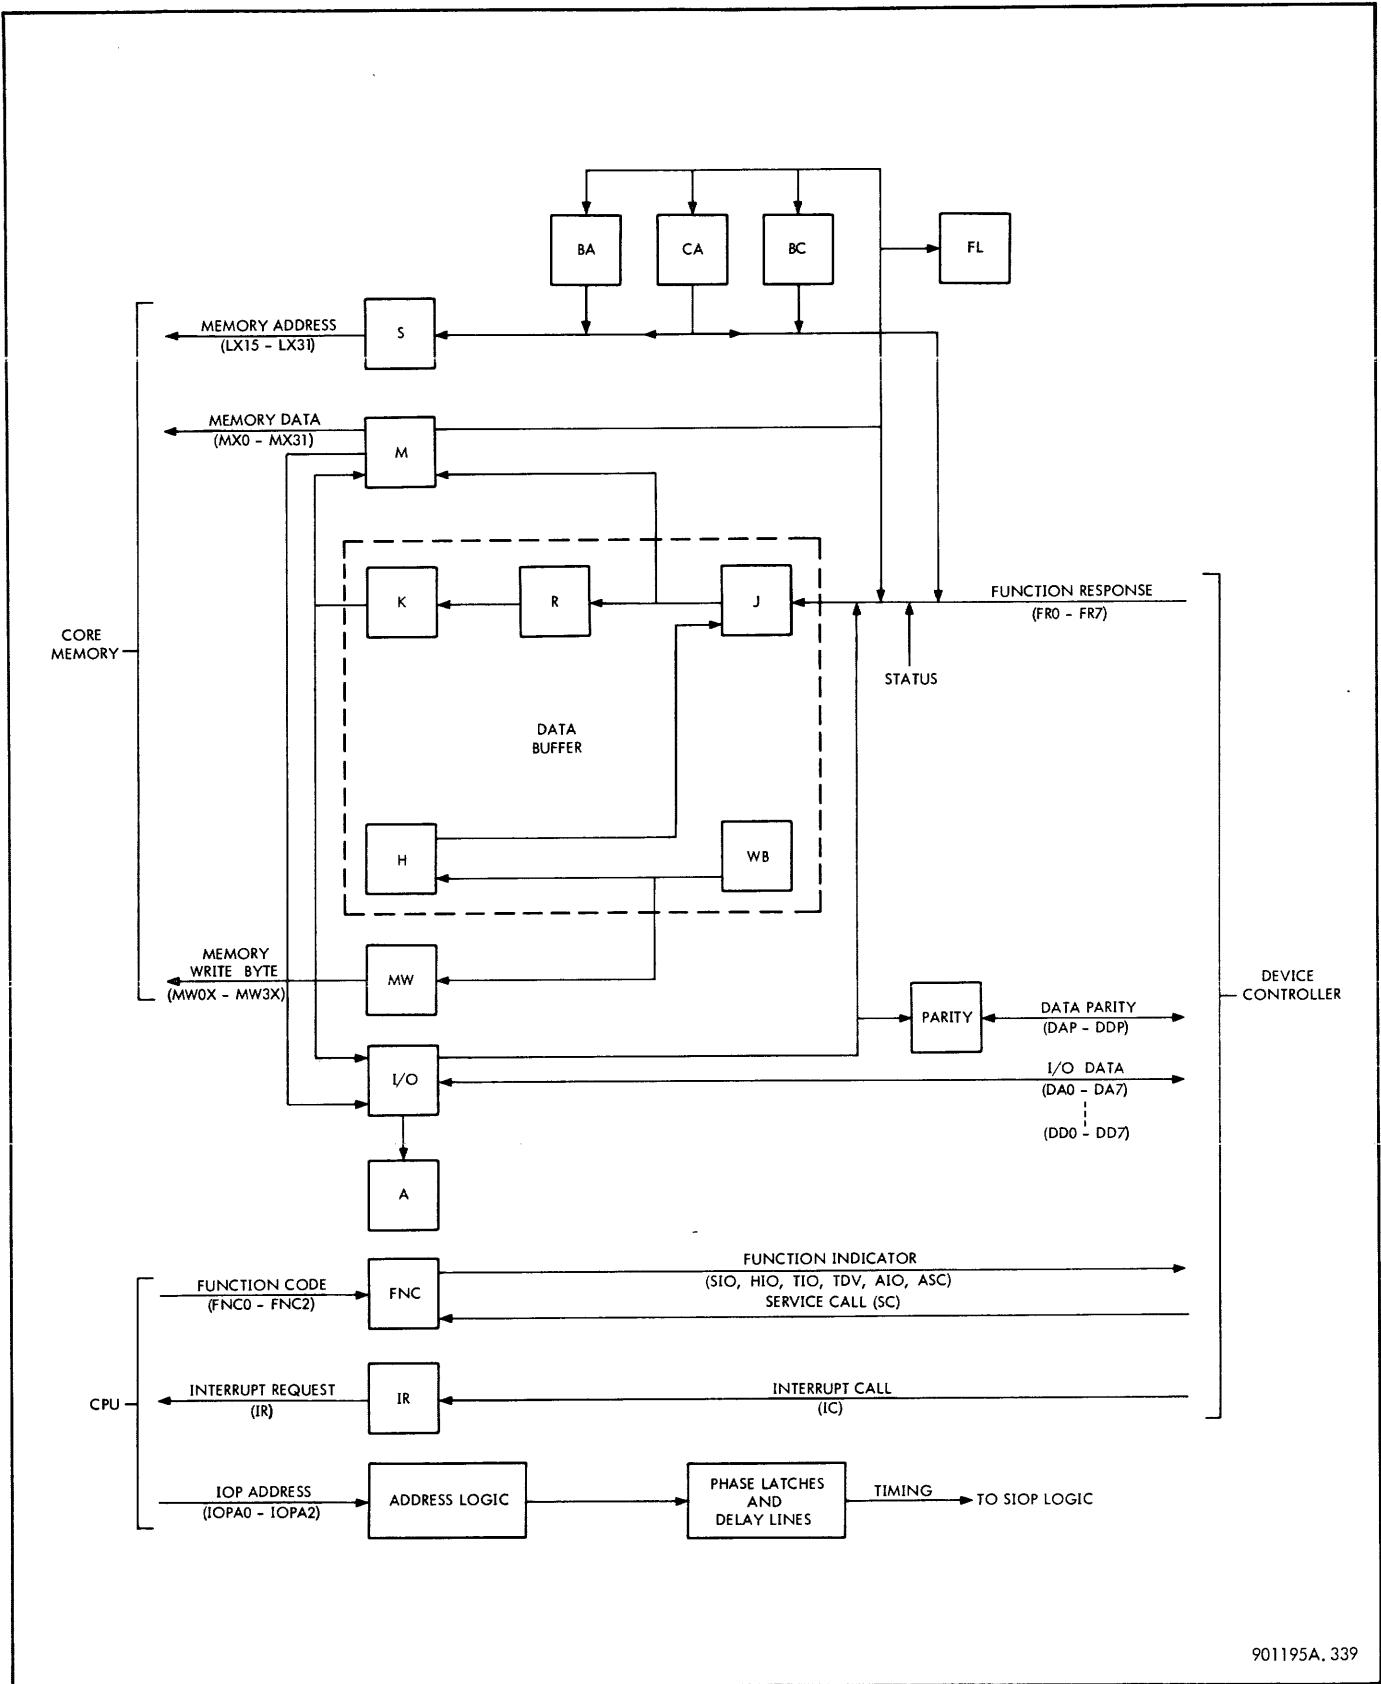 BA
CA
BC
FL
MEMORY ADDRESS
(LX15 - LX31)
S
MEMORY DATA
(MX0 - MX31)
M
K
R
J
FUNCTION RESPONSE
(FR0 - FR7)
STATUS
CORE
MEMORY
DATA
BUFFER
H
WB
MEMORY
WRITE BYTE
(MW0X - MW3X)
MW
PARITY
DATA PARITY
(DAP - DDP)
DEVICE
CONTROLLER
I/O
I/O DATA
(DA0 - DA7)
(DD0 - DD7)
A
FUNCTION CODE
(FNC0 - FNC2)
FNC
FUNCTION INDICATOR
(SIO, HIO, TIO, TDV, AIO, ASC)
SERVICE CALL (SC)
CPU
INTERRUPT REQUEST
(IR)
IR
INTERRUPT CALL
(IC)
IOP ADDRESS
(IOPA0 - IOPA2)
ADDRESS LOGIC
PHASE LATCHES
AND
DELAY LINES
TIMING
TO SIOP LOGIC
901195A.339